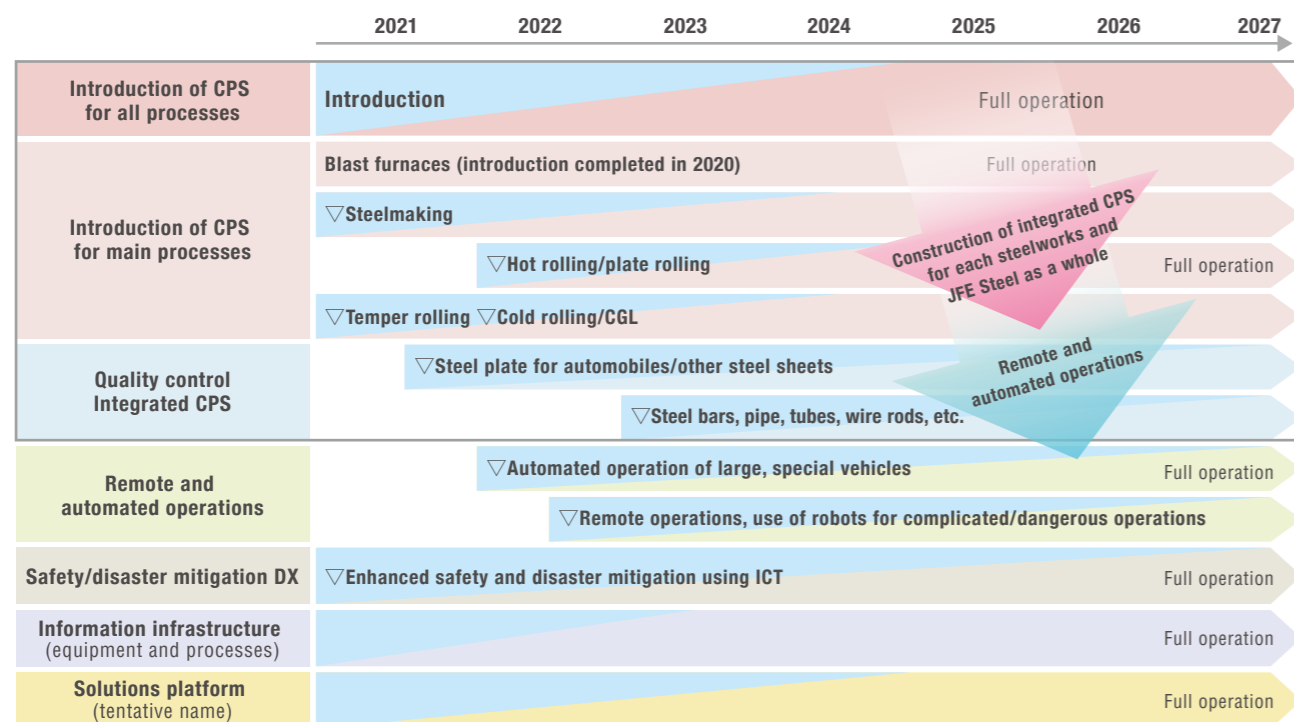 2021 2022 2023 2024 2025 2026 2027
Introduction of CPS
for all processes
Introduction
Full operation
Introduction of CPS
for main processes
Blast furnaces (introduction completed in 2020)
Full operation
▽Steelmaking
▽Hot rolling/plate rolling
Full operation
▽Temper rolling ▽Cold rolling/CGL
Construction of integrated CPS
for each steelworks and
JFE Steel as a whole
Quality control
Integrated CPS
▽Steel plate for automobiles/other steel sheets
▽Steel bars, pipe, tubes, wire rods, etc.
Remote and
automated operations
Remote and
automated operations
▽Automated operation of large, special vehicles
Full operation
▽Remote operations, use of robots for complicated/dangerous operations
Safety/disaster mitigation DX
▽Enhanced safety and disaster mitigation using ICT
Full operation
Information infrastructure
(equipment and processes)
Full operation
Solutions platform
(tentative name)
Full operation